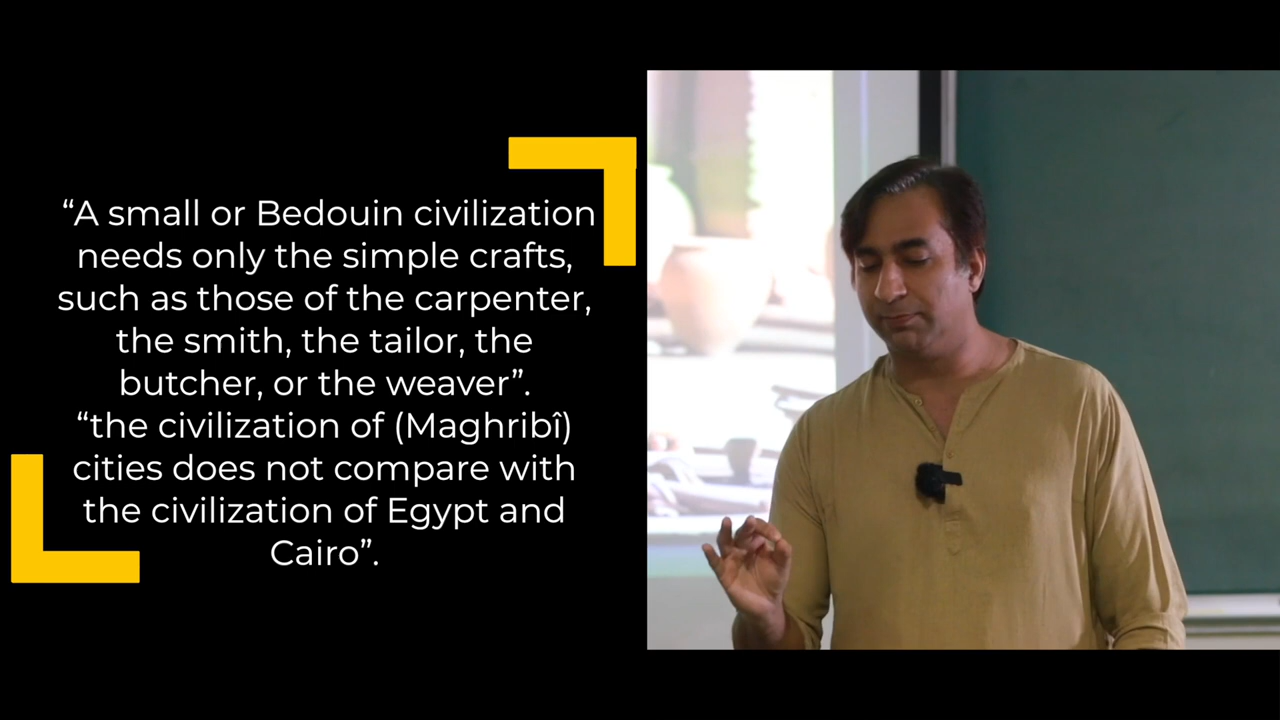 “A small or Bedouin civilization
needs only the simple crafts,
such as those of the carpenter,
the smith, the tailor, the
butcher, or the weaver”.
“the civilization of (Maghribî)
cities does not compare with
the civilization of Egypt and
Cairo”.